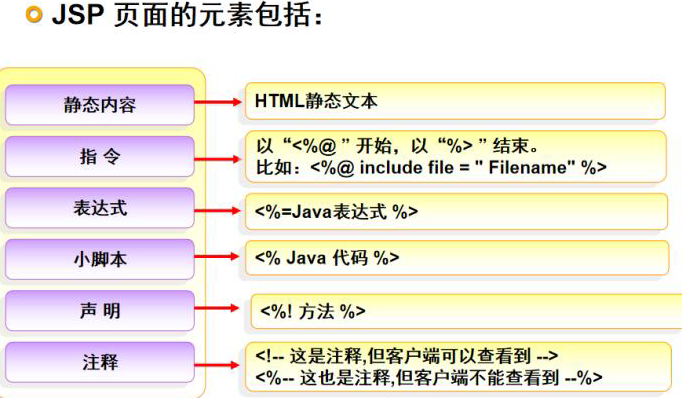 JSP 页面的元素包括：
静态内容
HTML静态文本
指 令
以“<%@ ”开始，以“%> ”结束。
比如：<%@ include file = " Filename" %>
表达式
<%=Java表达式 %>
小脚本
<% Java 代码 %>
声 明
<%! 方法 %>
注释
<!-- 这是注释,但客户端可以查看到 -->
<%-- 这也是注释,但客户端不能查看到 --%>